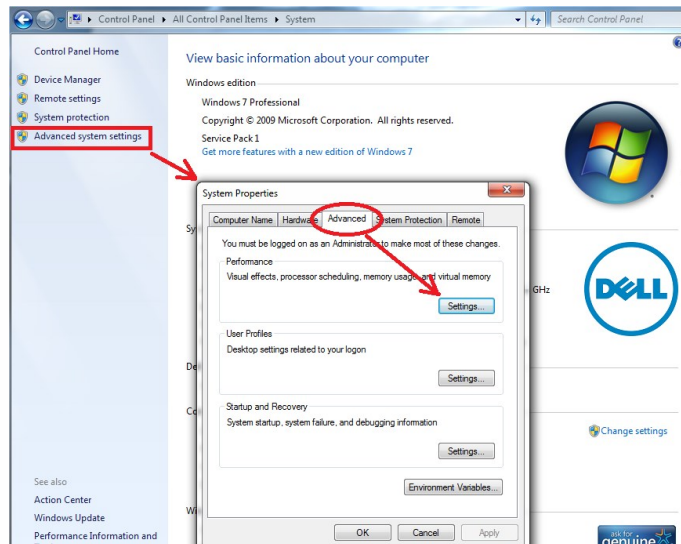 Control Panel ▸ All Control Panel Items ▸ System
Search Control Panel
Control Panel Home
Device Manager
Remote settings
System protection
Advanced system settings
View basic information about your computer
Windows edition
Windows 7 Professional
Copyright © 2009 Microsoft Corporation. All rights reserved.
Service Pack 1
Get more features with a new edition of Windows 7
System Properties
Computer Name
Hardware
Advanced
System Protection
Remote
You must be logged on as an Administrator to make most of these changes.
Performance
Visual effects, processor scheduling, memory usage, and virtual memory
Settings...
User Profiles
Desktop settings related to your logon
Settings...
Startup and Recovery
System startup, system failure, and debugging information
Settings...
Environment Variables...
OK
Cancel
Apply
Sy
GHz
DELL
De
Co
Change settings
Wi
ask for
genuine
See also
Action Center
Windows Update
Performance Information and